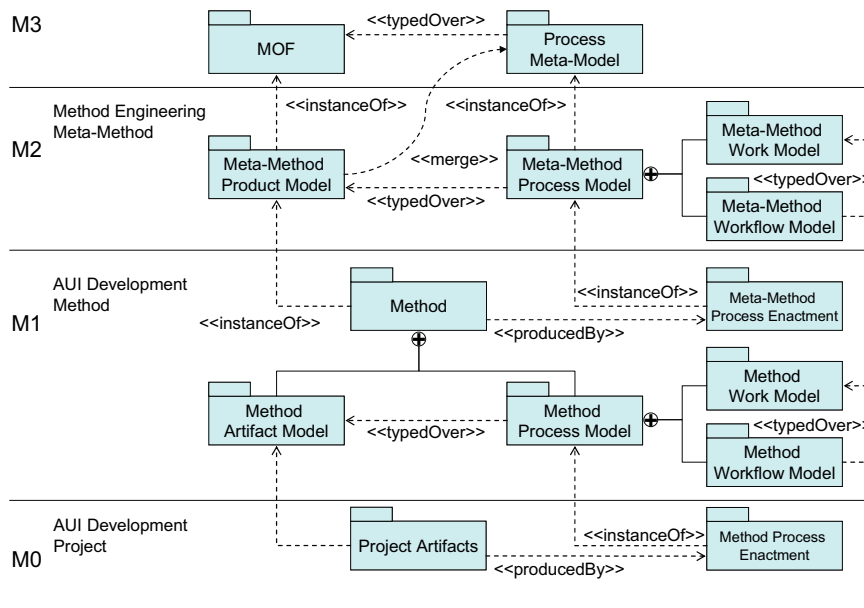 M3
<<typedOver>>
MOF
Process
Meta-Model
Method Engineering
Meta-Method
<<instanceOf>>
<<instanceOf>>
M2
Meta-Method
Product Model
<<merge>>
<<typedOver>>
Meta-Method
Process Model
Meta-Method
Work Model
<<typedOver>>
Meta-Method
Workflow Model
AUI Development
Method
M1
<<instanceOf>>
Method
<<instanceOf>>
<<producedBy>>
Meta-Method
Process Enactment
Method
Artifact Model
<<typedOver>>
Method
Process Model
Method
Work Model
<<typedOver>>
Method
Workflow Model
AUI Development
Project
M0
Project Artifacts
<<instanceOf>>
<<producedBy>>
Method Process
Enactment